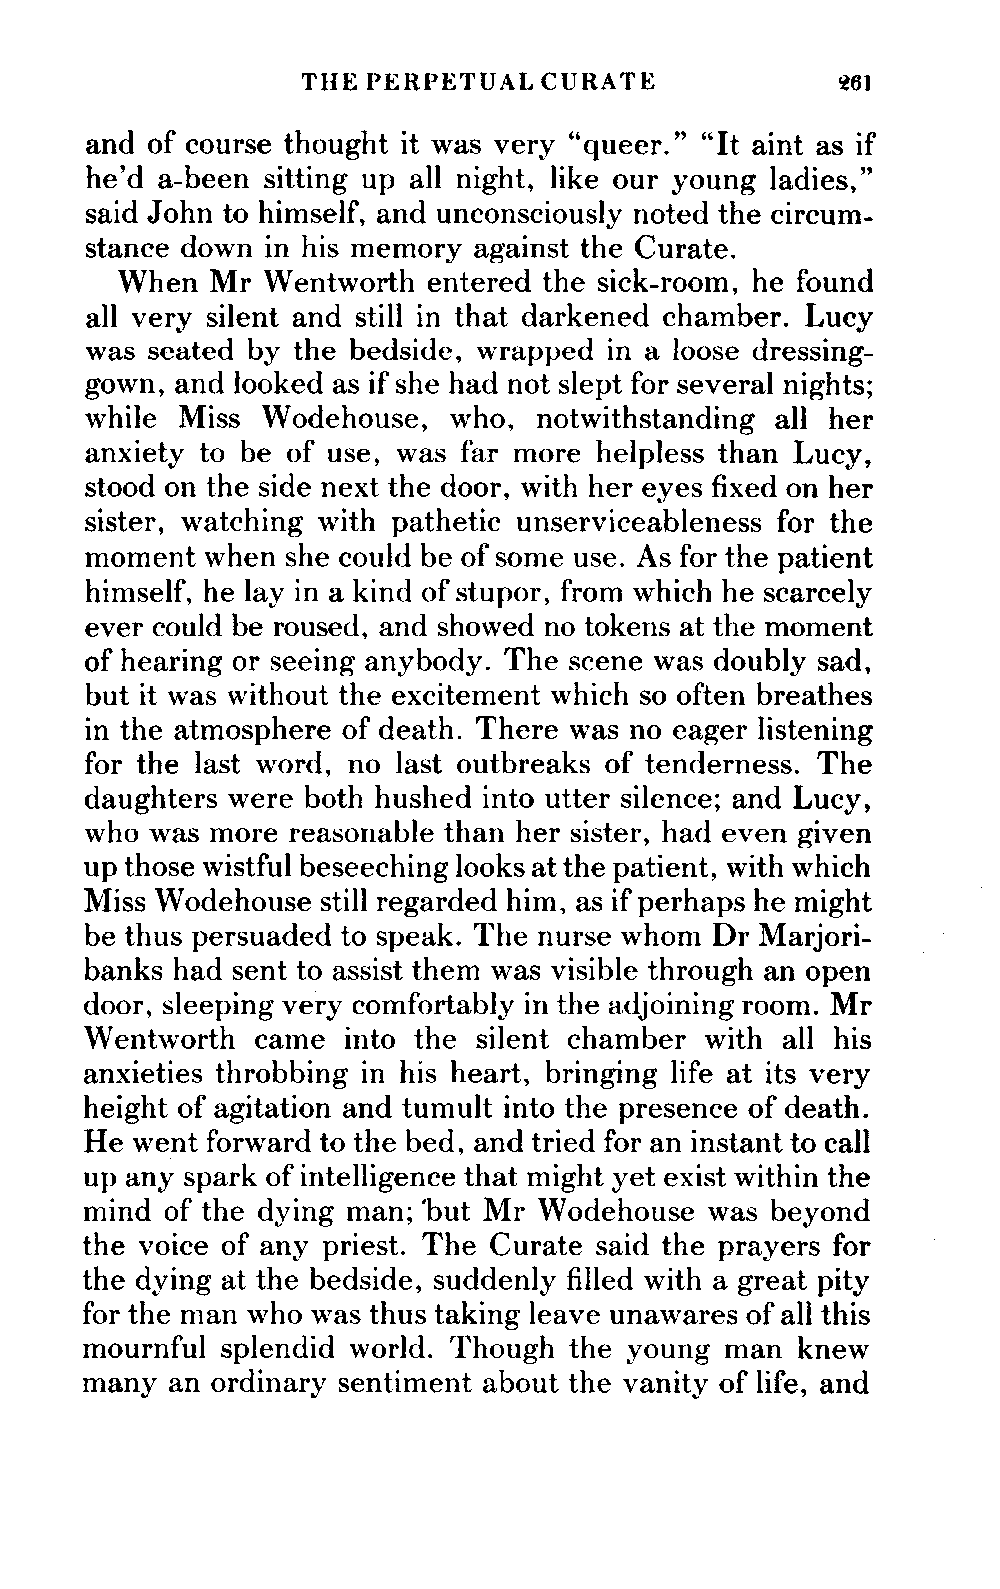 THE PERPETUAL CURATE 261
and of course thought it was very “queer.” “It aint as if
he’d a-been sitting up all night, like our young ladies,”
said John to himself, and unconsciously noted the circum-
stance down in his memory against the Curate.
When Mr Wentworth entered the sick-room, he found
all very silent and still in that darkened chamber. Lucy
was seated by the bedside, wrapped in a loose dressing-
gown, and looked as if she had not slept for several nights;
while Miss Wodehouse, who, notwithstanding all her
anxiety to be of use, was far more helpless than Lucy,
stood on the side next the door, with her eyes fixed on her
sister, watching with pathetic unserviceableness for the
moment when she could be of some use. As for the patient
himself, he lay in a kind of stupor, from which he scarcely
ever could be roused, and showed no tokens at the moment
of hearing or seeing anybody. The scene was doubly sad,
but it was without the excitement which so often breathes
in the atmosphere of death. There was no eager listening
for the last word, no last outbreaks of tenderness. The
daughters were both hushed into utter silence; and Lucy,
who was more reasonable than her sister, had even given
up those wistful beseeching looks at the patient, with which
Miss Wodehouse still regarded him, as if perhaps he might
be thus persuaded to speak. The nurse whom Dr Marjori-
banks had sent to assist them was visible through an open
door, sleeping very comfortably in the adjoining room. Mr
Wentworth came into the silent chamber with all his
anxieties throbbing in his heart, bringing life at its very
height of agitation and tumult into the presence of death.
He went forward to the bed, and tried for an instant to call
up any spark of intelligence that might yet exist within the
mind of the dying man; but Mr Wodehouse was beyond
the voice of any priest. The Curate said the prayers for
the dying at the bedside, suddenly filled with a great pity
for the man who was thus taking leave unawares of all this
mournful splendid world. Though the young man knew
many an ordinary sentiment about the vanity of life, and